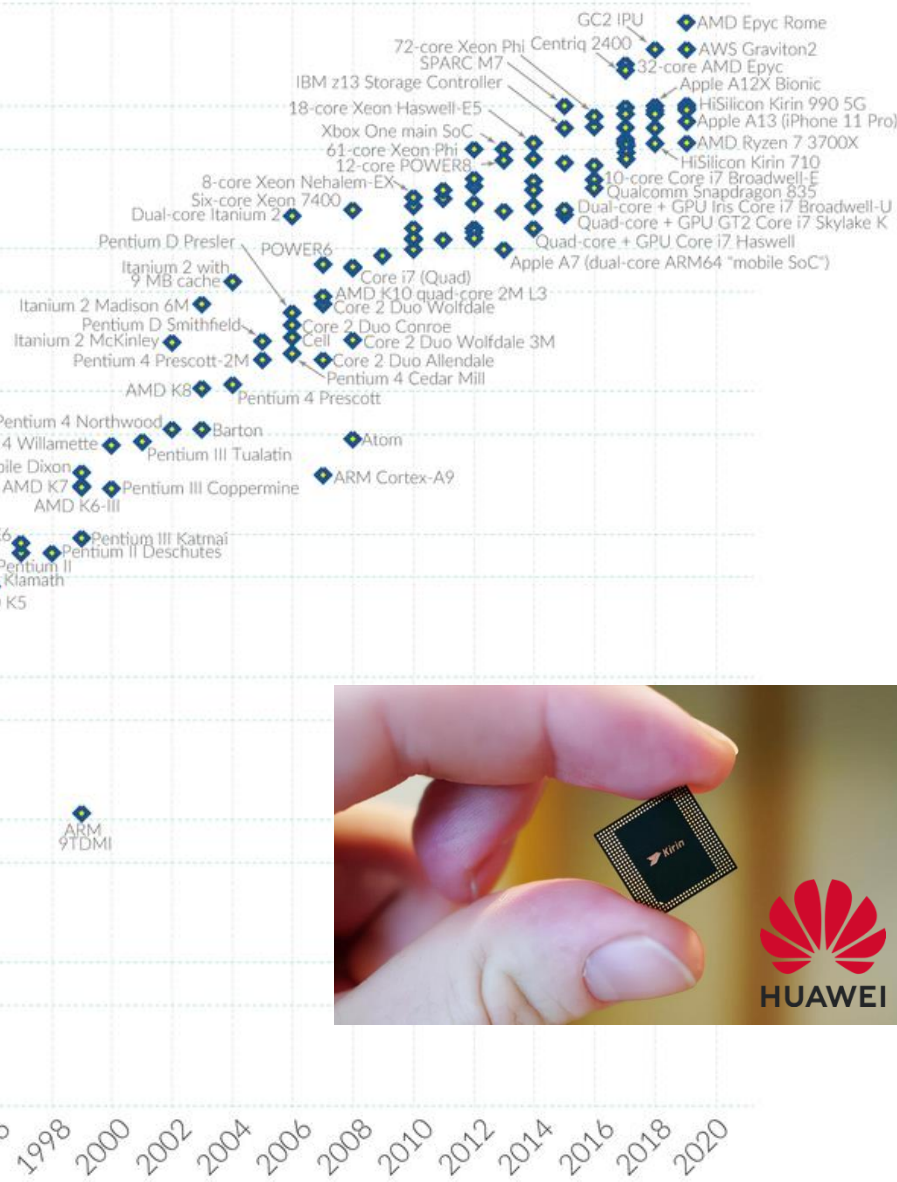 GC2 IPU
AMD Epyc Rome
72-core Xeon Phi
Centriq 2400
AWS Graviton2
SPARC M7
32-core AMD Epyc
IBM z13 Storage Controller
Apple A12X Bionic
18-core Xeon Haswell-E5
HiSilicon Kirin 990 5G
Xbox One main SoC
Apple A13 (iPhone 11 Pro)
61-core Xeon Phi
AMD Ryzen 7 3700X
12-core POWER8
HiSilicon Kirin 710
8-core Xeon Nehalem-EX
10-core Core i7 Broadwell-E
Six-core Xeon 7400
Qualcomm Snapdragon 835
Dual-core Itanium 2
Dual-core + GPU Iris Core i7 Broadwell-U
Quad-core + GPU GT2 Core i7 Skylake K
Pentium D Presler
POWER6
Quad-core + GPU Core i7 Haswell
Itanium 2 with
9 MB cache
Core i7 (Quad)
Apple A7 (dual-core ARM64 "mobile SoC")
Itanium 2 Madison 6M
AMD K10 quad-core 2M L3
Core 2 Duo Wolfdale
Pentium D Smithfield
Core 2 Duo Conroe
Itanium 2 McKinley
Cell
Core 2 Duo Wolfdale 3M
Pentium 4 Prescott-2M
Core 2 Duo Allendale
Pentium 4 Cedar Mill
AMD K8
Pentium 4 Prescott
Pentium 4 Northwood
Barton
4 Willamette
Pentium III Tualatin
Atom
bile Dixon
ARM Cortex-A9
AMD K7
Pentium III Coppermine
AMD K6-III
K6
Pentium III Katmai
Pentium II Deschutes
Pentium II
Klamath
K5
ARM
9TDMI
Kirin
HUAWEI
1998
2000
2002
2004
2006
2008
2010
2012
2014
2016
2018
2020